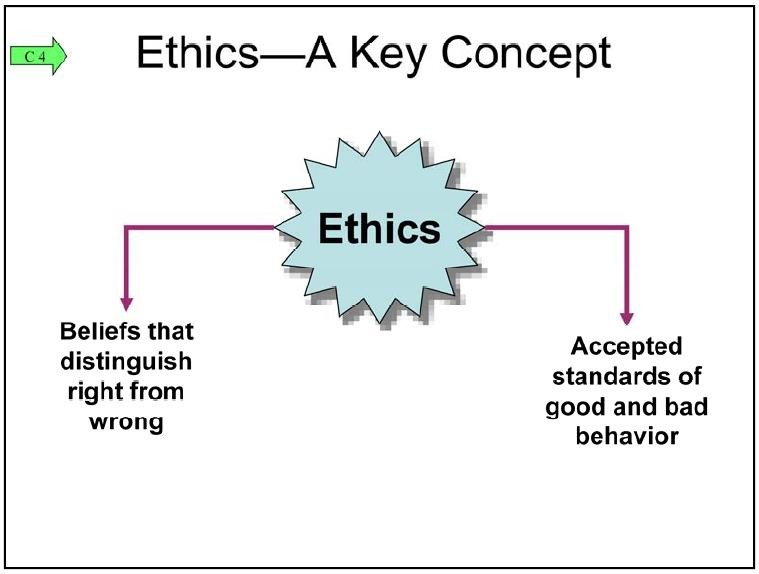 C 4
Ethics—A Key Concept
Ethics
Beliefs that
distinguish
right from
wrong
Accepted
standards of
good and bad
behavior